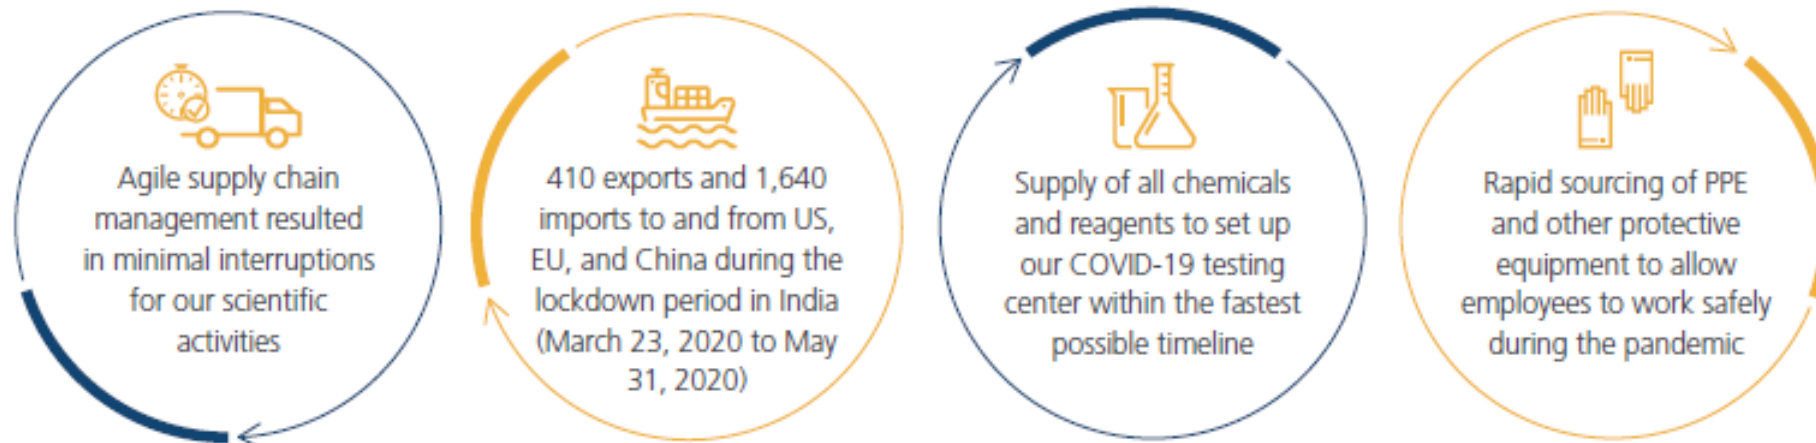 Agile supply chain
management resulted
in minimal interruptions
for our scientific
activities
410 exports and 1,640
imports to and from US,
EU, and China during the
lockdown period in India
(March 23, 2020 to May
31, 2020)
Supply of all chemicals
and reagents to set up
our COVID-19 testing
center within the fastest
possible timeline
Rapid sourcing of PPE
and other protective
equipment to allow
employees to work safely
during the pandemic